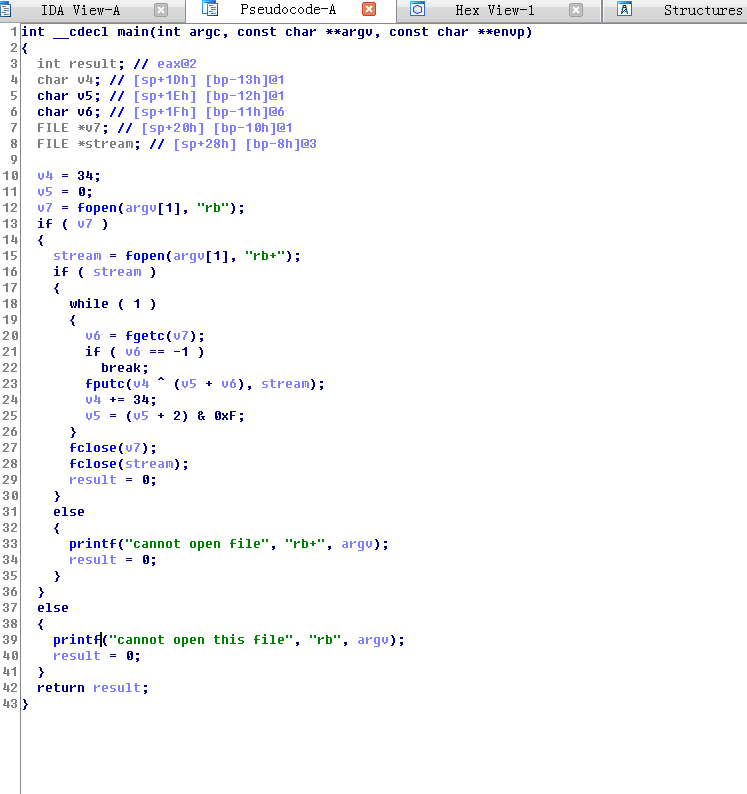 IDA View-A Pseudocode-A Hex View-1 Structures
1 int __cdecl main(int argc, const char **argv, const char **envp)
2 {
3   int result; // eax@2
4   char v4; // [sp+1Dh] [bp-13h]@1
5   char v5; // [sp+1Eh] [bp-12h]@1
6   char v6; // [sp+1Fh] [bp-11h]@6
7   FILE *v7; // [sp+20h] [bp-10h]@1
8   FILE *stream; // [sp+28h] [bp-8h]@3
9
10   v4 = 34;
11   v5 = 0;
12   v7 = fopen(argv[1], "rb");
13   if ( v7 )
14   {
15     stream = fopen(argv[1], "rb+");
16     if ( stream )
17     {
18       while ( 1 )
19       {
20         v6 = fgetc(v7);
21         if ( v6 == -1 )
22           break;
23         fputc(v4 ^ (v5 + v6), stream);
24         v4 += 34;
25         v5 = (v5 + 2) & 0xF;
26       }
27       fclose(v7);
28       fclose(stream);
29       result = 0;
30     }
31     else
32     {
33       printf("cannot open file", "rb+", argv);
34       result = 0;
35     }
36   }
37   else
38   {
39     printf("cannot open this file", "rb", argv);
40     result = 0;
41   }
42   return result;
43 }